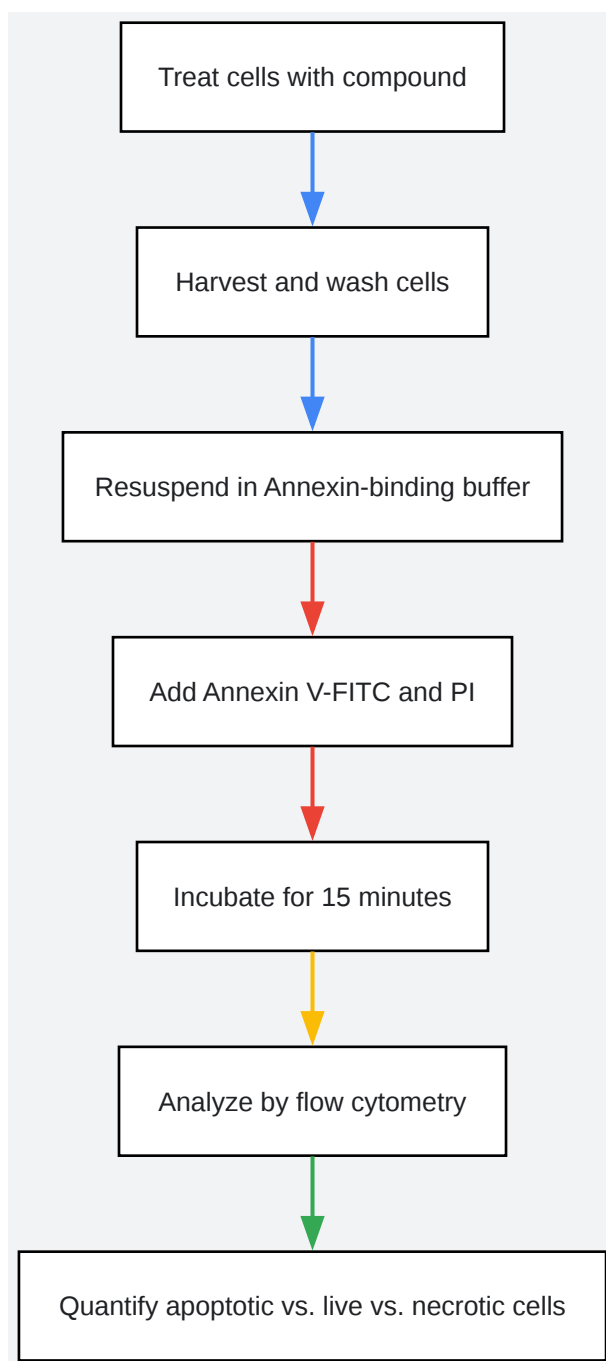 Treat cells with compound
Harvest and wash cells
Resuspend in Annexin-binding buffer
Add Annexin V-FITC and PI
Incubate for 15 minutes
Analyze by flow cytometry
Quantify apoptotic vs. live vs. necrotic cells